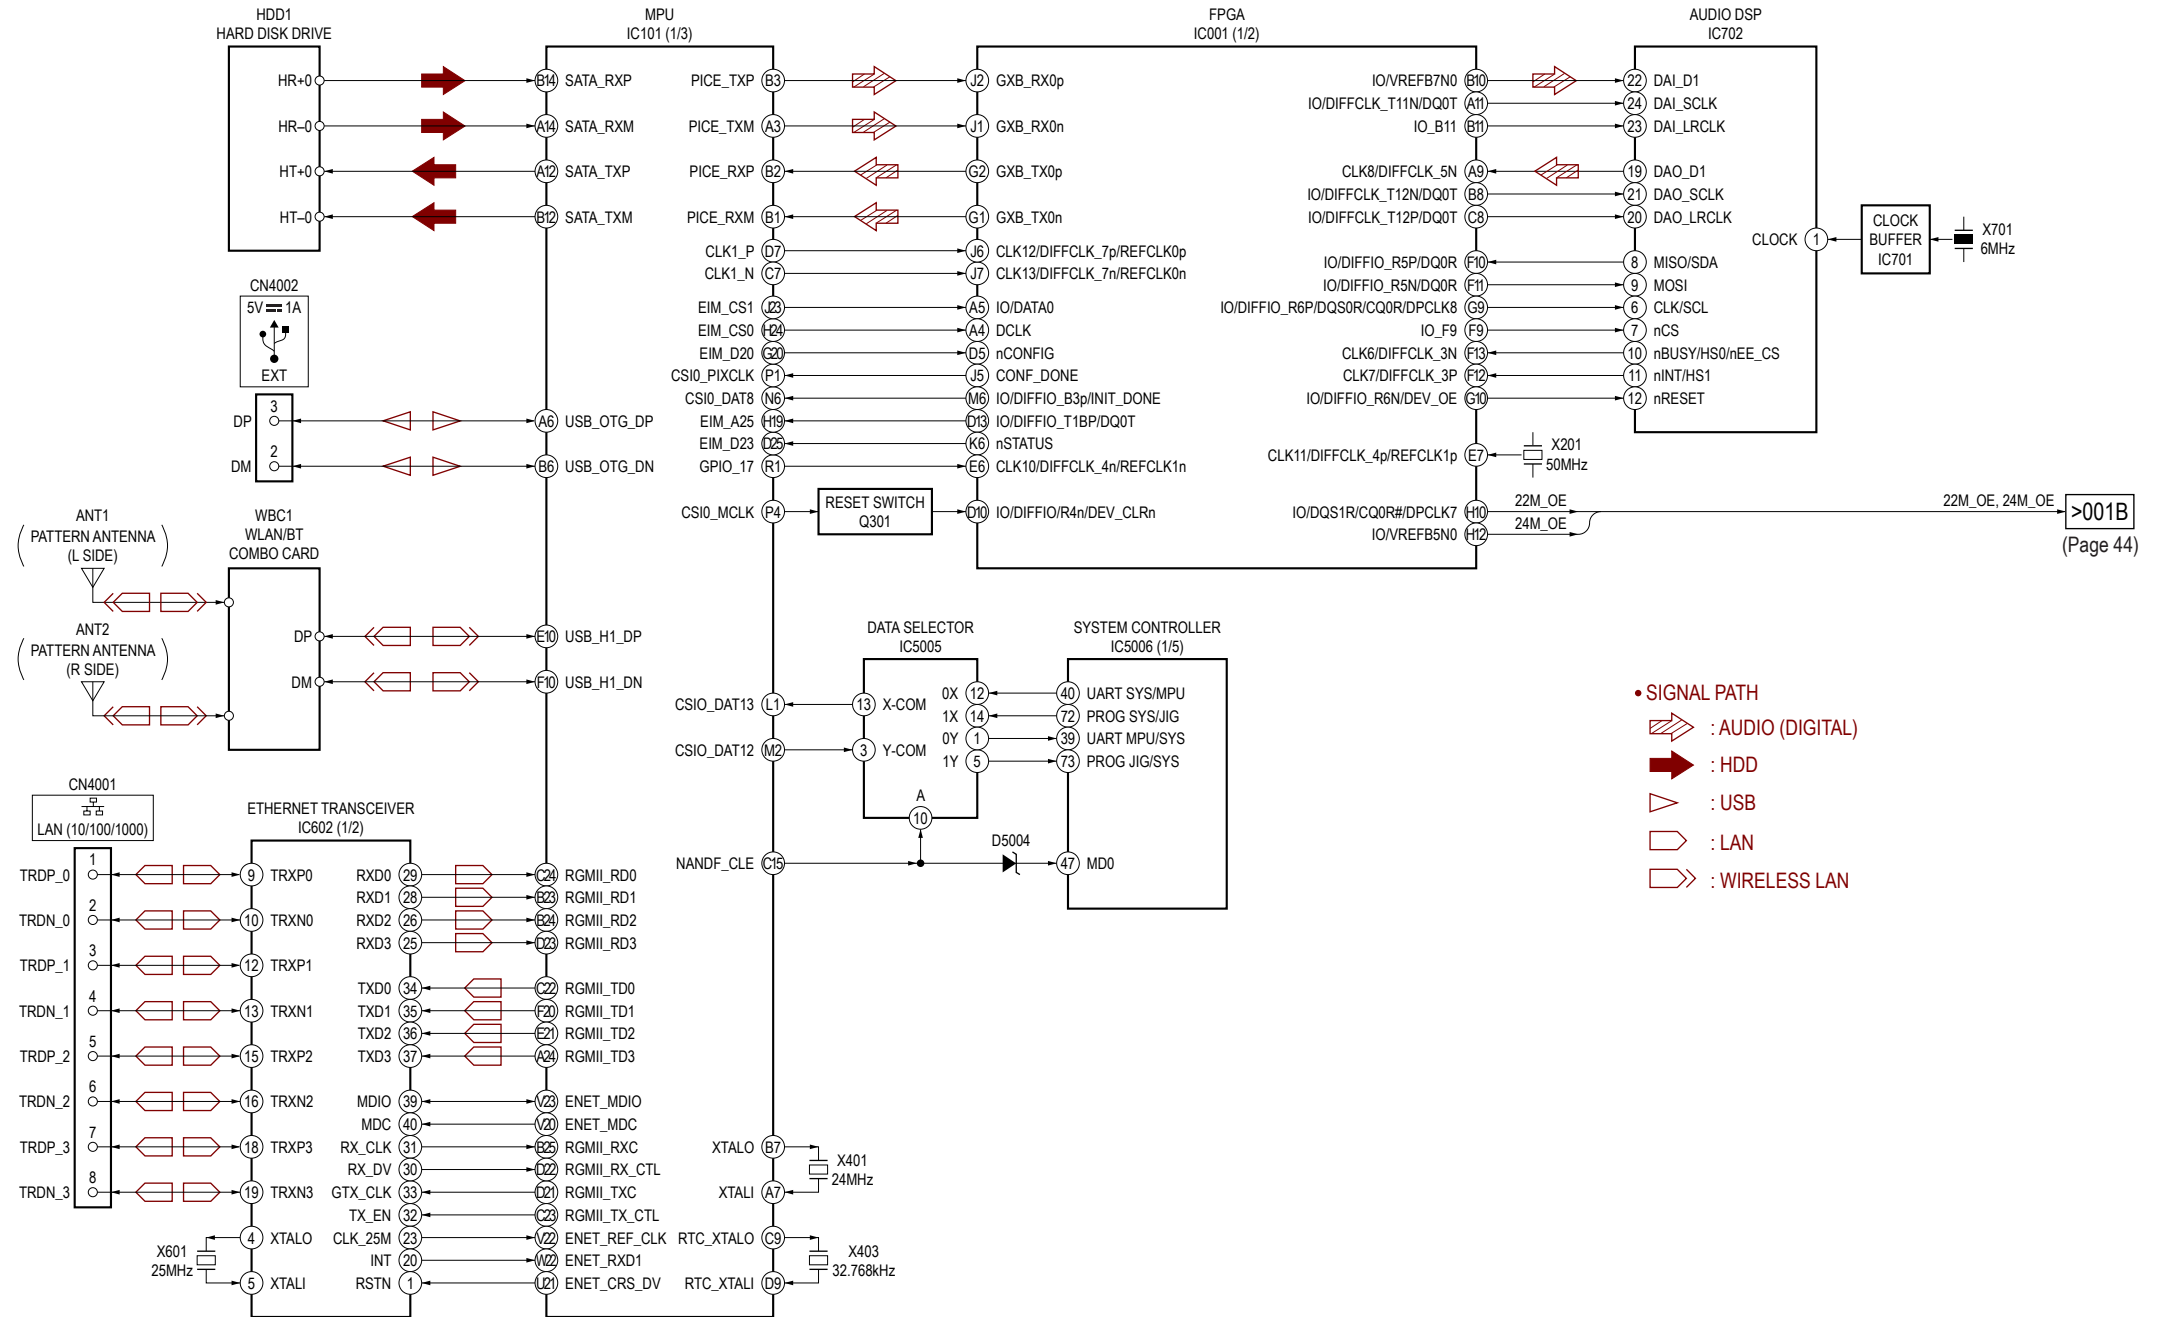 HDD1
HARD DISK DRIVE
HR+0
HR–0
HT+0
HT–0
CN4002
5V 1A
EXT
DP 3
DM 2
ANT1
PATTERN ANTENNA
(L SIDE)
ANT2
PATTERN ANTENNA
(R SIDE)
WBC1
WLAN/BT
COMBO CARD
DP
DM
CN4001
LAN (10/100/1000)
TRDP_0 1
TRDN_0 2
TRDP_1 3
TRDN_1 4
TRDP_2 5
TRDN_2 6
TRDP_3 7
TRDN_3 8
ETHERNET TRANSCEIVER
IC602 (1/2)
9 TRXP0
10 TRXN0
12 TRXP1
13 TRXN1
15 TRXP2
16 TRXN2
18 TRXP3
19 TRXN3
4 XTALO
5 XTALI
X601
25MHz
RXD0 29
RXD1 28
RXD2 26
RXD3 25
TXD0 34
TXD1 35
TXD2 36
TXD3 37
MDIO 39
MDC 40
RX_CLK 31
RX_DV 30
GTX_CLK 33
TX_EN 32
CLK_25M 23
INT 20
RSTN 1
MPU
IC101 (1/3)
B14 SATA_RXP
A14 SATA_RXM
A12 SATA_TXP
B12 SATA_TXM
A6 USB_OTG_DP
B6 USB_OTG_DN
E10 USB_H1_DP
F10 USB_H1_DN
C24 RGMII_RD0
B23 RGMII_RD1
B24 RGMII_RD2
D23 RGMII_RD3
C22 RGMII_TD0
F20 RGMII_TD1
E21 RGMII_TD2
A24 RGMII_TD3
V23 ENET_MDIO
V20 ENET_MDC
B25 RGMII_RXC
D22 RGMII_RX_CTL
D21 RGMII_TXC
C23 RGMII_TX_CTL
V22 ENET_REF_CLK
W22 ENET_RXD1
U21 ENET_CRS_DV
PICE_TXP B3
PICE_TXM A3
PICE_RXP B2
PICE_RXM B1
CLK1_P D7
CLK1_N C7
EIM_CS1 J23
EIM_CS0 H24
EIM_D20 G20
CSI0_PIXCLK P1
CSI0_DAT8 N6
EIM_A25 H19
EIM_D23 D25
GPIO_17 R1
CSI0_MCLK P4
CSIO_DAT13 L1
CSIO_DAT12 M2
NANDF_CLE C15
XTALO B7
XTALI A7
RTC_XTALO C9
RTC_XTALI D9
X401
24MHz
X403
32.768kHz
RESET SWITCH
Q301
FPGA
IC001 (1/2)
J2 GXB_RX0p
J1 GXB_RX0n
G2 GXB_TX0p
G1 GXB_TX0n
J6 CLK12/DIFFCLK_7p/REFCLK0p
J7 CLK13/DIFFCLK_7n/REFCLK0n
A5 IO/DATA0
A4 DCLK
D5 nCONFIG
J5 CONF_DONE
M6 IO/DIFFIO_B3p/INIT_DONE
D13 IO/DIFFIO_T1BP/DQ0T
K6 nSTATUS
E6 CLK10/DIFFCLK_4n/REFCLK1n
D10 IO/DIFFIO/R4n/DEV_CLRn
IO/VREFB7N0 B10
IO/DIFFCLK_T11N/DQ0T A11
IO_B11 B11
CLK8/DIFFCLK_5N A9
IO/DIFFCLK_T12N/DQ0T B8
IO/DIFFCLK_T12P/DQ0T C8
IO/DIFFIO_R5P/DQ0R F10
IO/DIFFIO_R5N/DQ0R F11
IO/DIFFIO_R6P/DQS0R/CQ0R/DPCLK8 G9
IO_F9 F9
CLK6/DIFFCLK_3N F13
CLK7/DIFFCLK_3P F12
IO/DIFFIO_R6N/DEV_OE G10
CLK11/DIFFCLK_4p/REFCLK1p E7
IO/DQS1R/CQ0R#/DPCLK7 H10
IO/VREFB5N0 H12
X201
50MHz
22M_OE
24M_OE
22M_OE, 24M_OE
>001B
(Page 44)
AUDIO DSP
IC702
22 DAI_D1
24 DAI_SCLK
23 DAI_LRCLK
19 DAO_D1
21 DAO_SCLK
20 DAO_LRCLK
CLOCK 1
8 MISO/SDA
9 MOSI
6 CLK/SCL
7 nCS
10 nBUSY/HS0/nEE_CS
11 nINT/HS1
12 nRESET
CLOCK
BUFFER
IC701
X701
6MHz
DATA SELECTOR
IC5005
13 X-COM
3 Y-COM
0X 12
1X 14
0Y 1
1Y 5
A
10
D5004
SYSTEM CONTROLLER
IC5006 (1/5)
40 UART SYS/MPU
72 PROG SYS/JIG
39 UART MPU/SYS
73 PROG JIG/SYS
47 MD0
• SIGNAL PATH
: AUDIO (DIGITAL)
: HDD
: USB
: LAN
: WIRELESS LAN